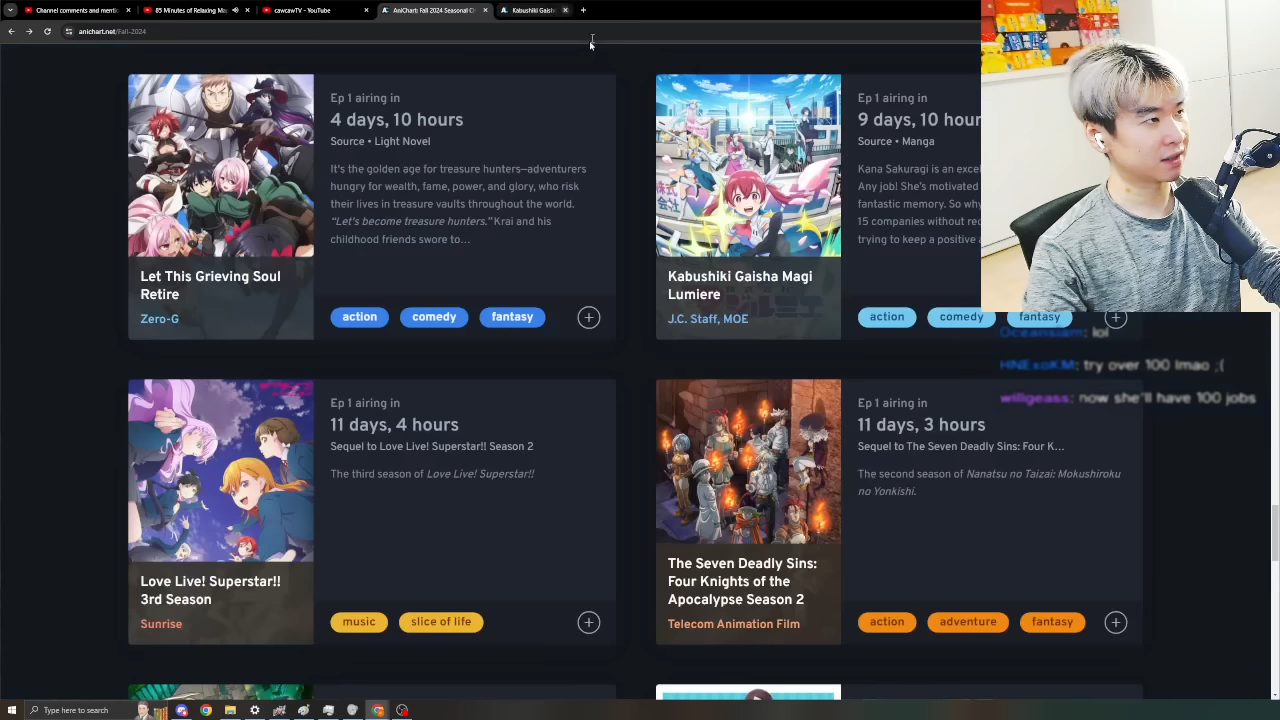 Channel comments and menti
85 Minutes of Relaxing Ma
cawcawTV - YouTube
AniChart: Fall 2024 Seasonal C
Kabushiki Gaisha
anichart.net/Fall-2024
Ep 1 airing in
4 days, 10 hours
Source • Light Novel
It's the golden age for treasure hunters—adventurers
hungry for wealth, fame, power, and glory, who risk
their lives in treasure vaults throughout the world.
"Let's become treasure hunters." Krai and his
childhood friends swore to…
Let This Grieving Soul
Retire
Zero-G
action comedy fantasy
Ep 1 airing in
9 days, 10 hour
Source • Manga
Kana Sakuragi is an excel
Any job! She's motivated
fantastic memory. So why
15 companies without rec
trying to keep a positive a
Kabushiki Gaisha Magi
Lumiere
J.C. Staff, MOE
action comedy fantasy
Oceansiam: lol
HNExoKM: try over 100 lmao ;(
willgeass: now she'll have 100 jobs
Ep 1 airing in
11 days, 4 hours
Sequel to Love Live! Superstar!! Season 2
The third season of Love Live! Superstar!!
Love Live! Superstar!!
3rd Season
Sunrise
music slice of life
Ep 1 airing in
11 days, 3 hours
Sequel to The Seven Deadly Sins: Four K…
The second season of Nanatsu no Taizai: Mokushiroku
no Yonkishi.
The Seven Deadly Sins:
Four Knights of the
Apocalypse Season 2
Telecom Animation Film
action adventure fantasy
Type here to search